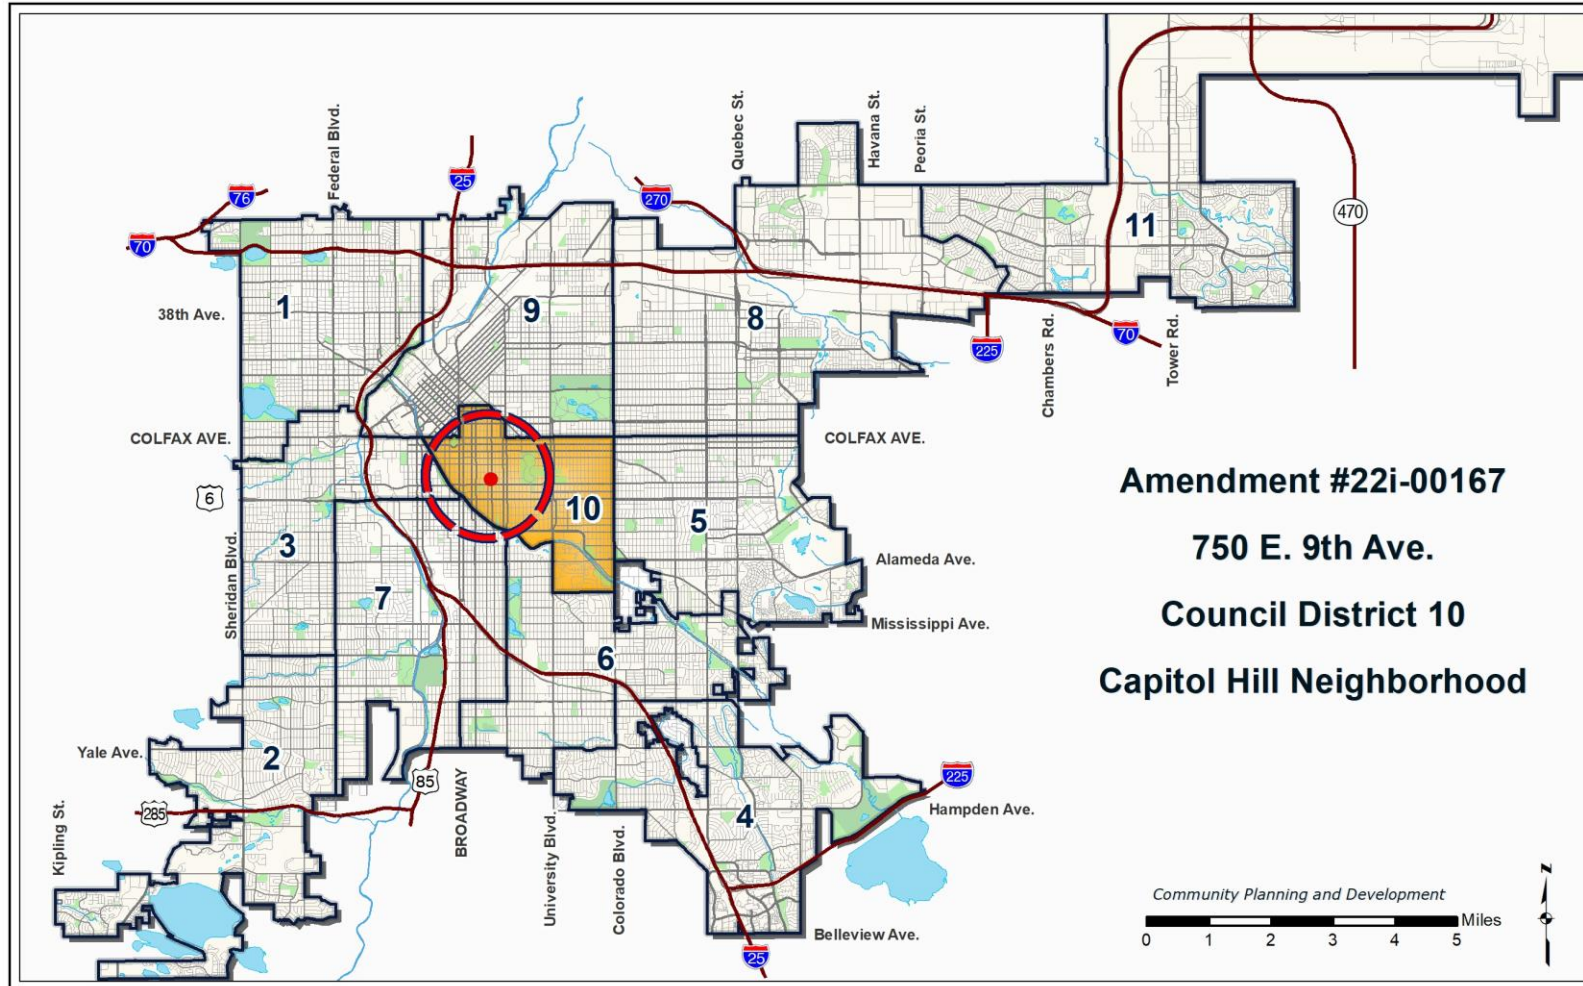 Federal Blvd.
Quebec St.
Havana St.
Peoria St.
76
25
270
70
470
11
1
9
8
38th Ave.
225
70
Chambers Rd.
Tower Rd.
COLFAX AVE.
COLFAX AVE.
6
10
5
3
7
Sheridan Blvd.
Alameda Ave.
Mississippi Ave.
6
Amendment #22i-00167
750 E. 9th Ave.
Council District 10
Capitol Hill Neighborhood
Yale Ave.
2
85
225
285
BROADWAY
4
Hampden Ave.
Kipling St.
University Blvd.
Colorado Blvd.
Belleview Ave.
25
Community Planning and Development
Miles
0 1 2 3 4 5
N